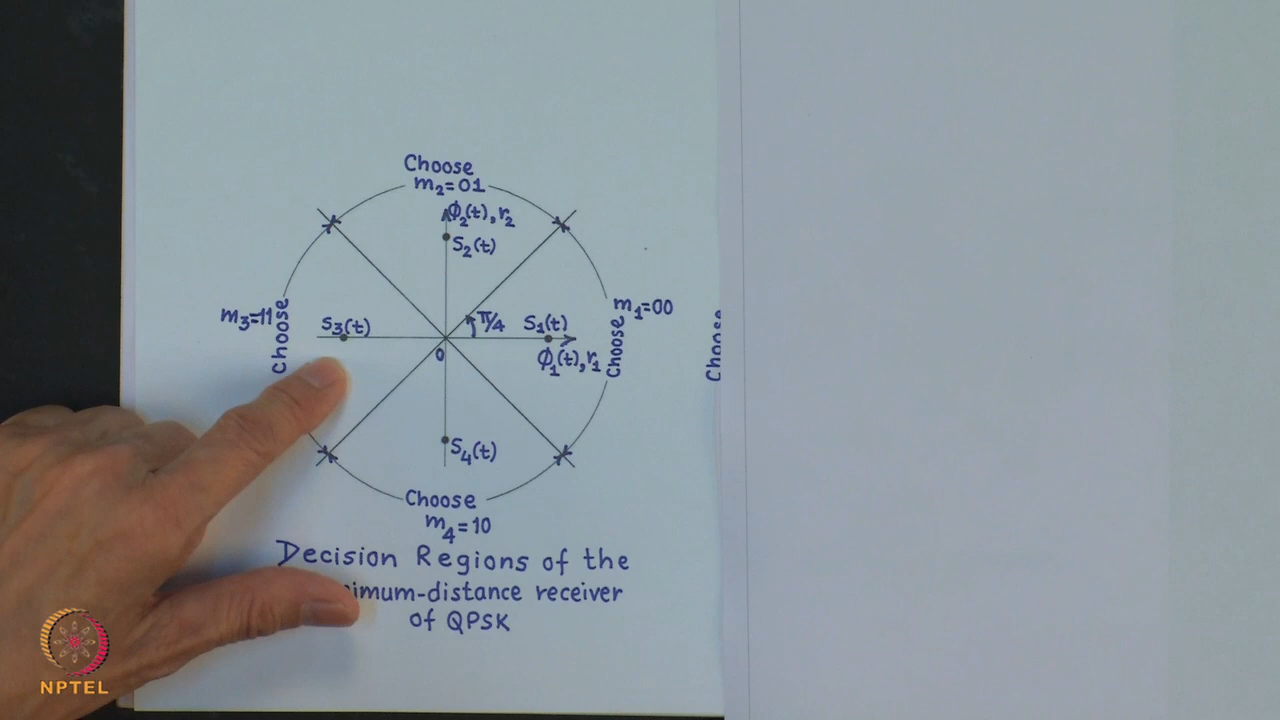 Choose
m₂=01
ϕ₂(t), r₂
S₂(t)
m₃=11
Choose
S₃(t)
0
π/4
S₁(t)
ϕ₁(t), r₁
Choose
m₁=00
Choose
S₄(t)
Choose
m₄=10
Decision Regions of the
imum-distance receiver
of QPSK
NPTEL